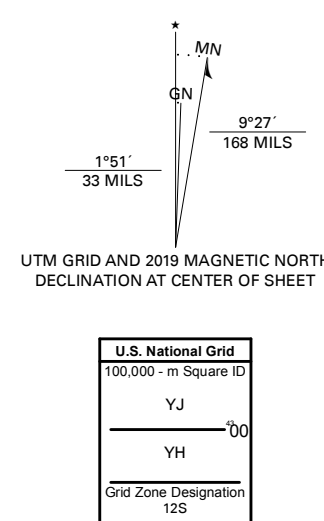 ★
MN
GN
9°27´
168 MILS
1°51´
33 MILS
UTM GRID AND 2019 MAGNETIC NORTH
DECLINATION AT CENTER OF SHEET
U.S. National Grid
100,000 - m Square ID
YJ
4300
YH
Grid Zone Designation
12S